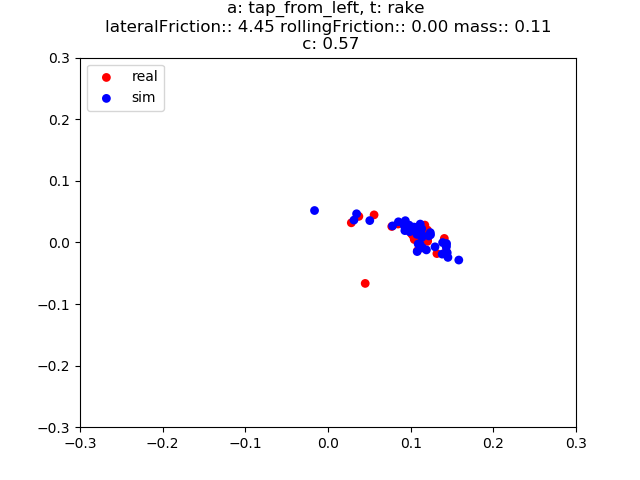 a: tap_from_left, t: rake
lateralFriction:: 4.45 rollingFriction:: 0.00 mass:: 0.11
c: 0.57
real
sim
0.3
0.2
0.1
0.0
−0.1
−0.2
−0.3
−0.3 −0.2 −0.1 0.0 0.1 0.2 0.3